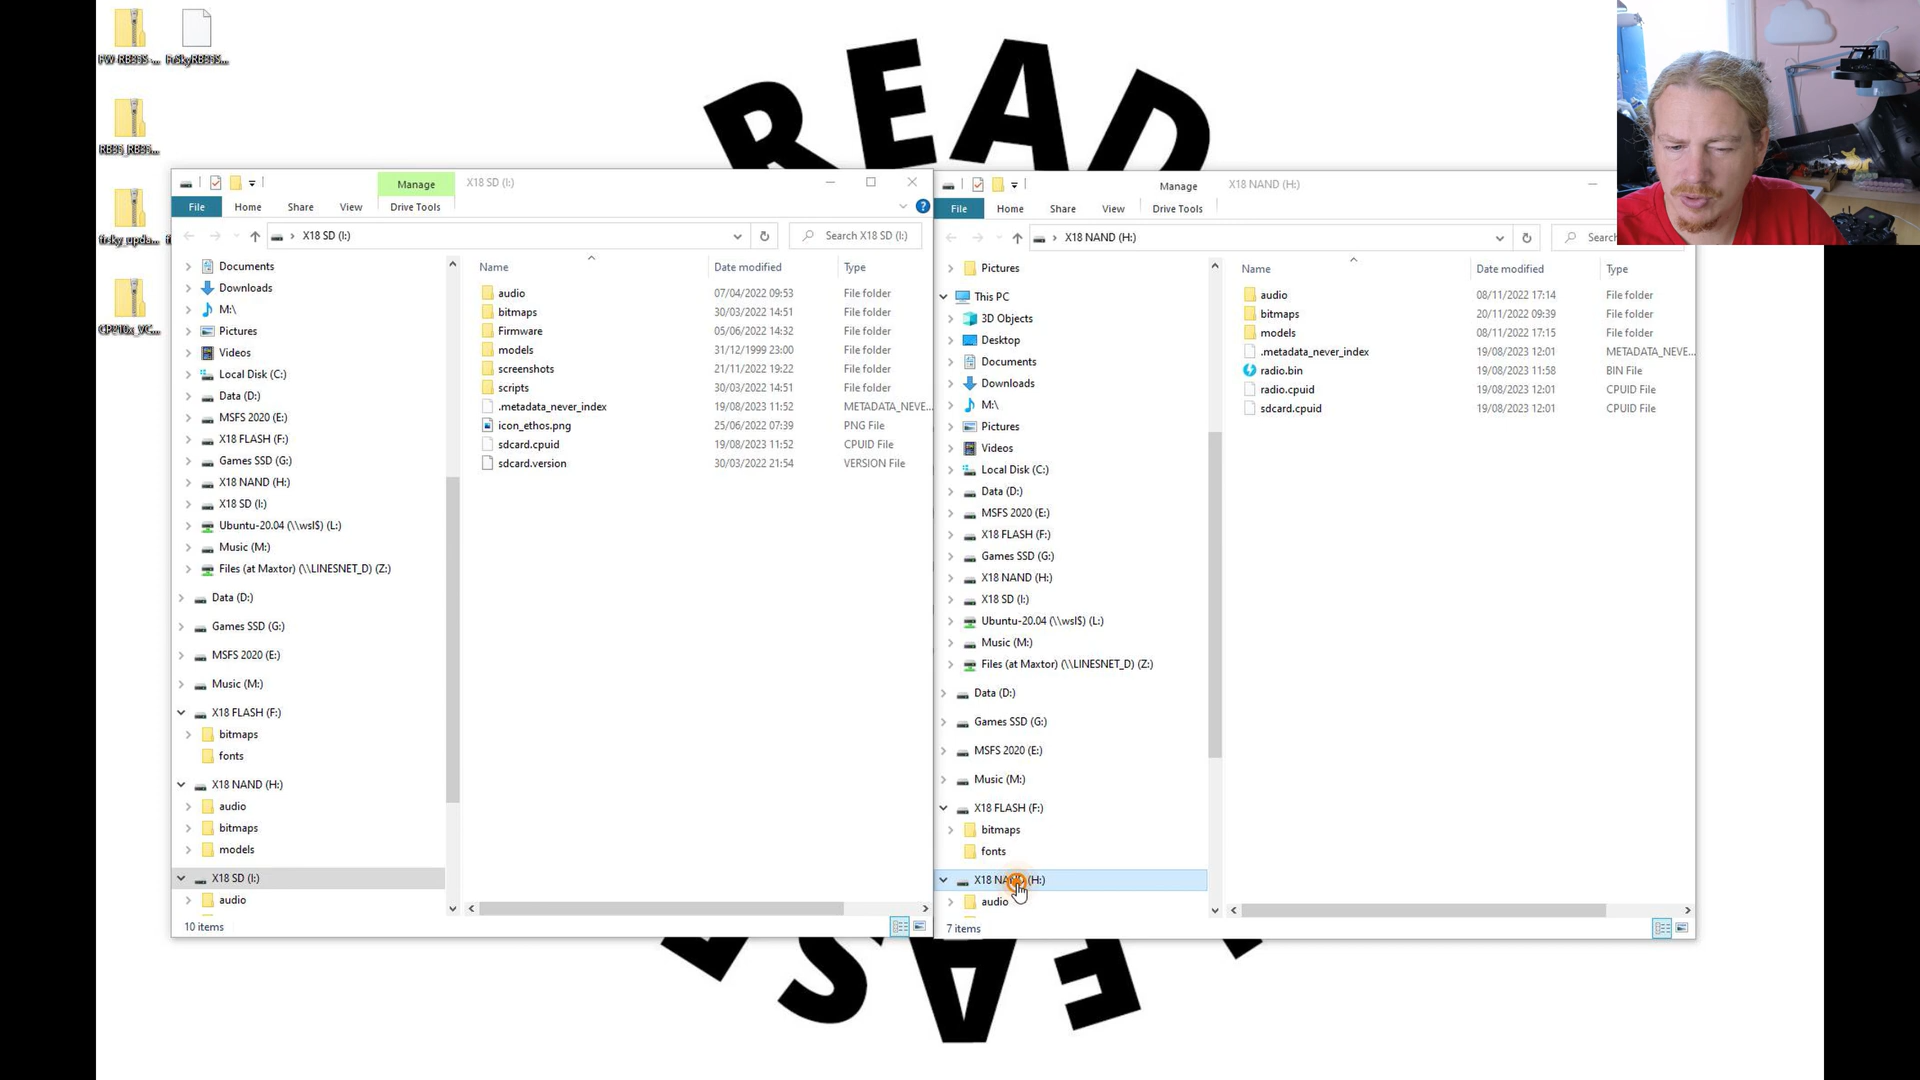 READ
FW-RB35S -...
FrSkyRB35S...
RB35_RB35...
frsky_upda...
Manage
X18 SD (I:)
File
Home
Share
View
Drive Tools
X18 SD (I:)
Search X18 SD (I:)
Documents
Downloads
M:\
Pictures
Videos
Local Disk (C:)
Data (D:)
MSFS 2020 (E:)
X18 FLASH (F:)
Games SSD (G:)
X18 NAND (H:)
X18 SD (I:)
Ubuntu-20.04 (\\wsl$) (L:)
Music (M:)
Files (at Maxtor) (\\LINESNET_D) (Z:)
Data (D:)
Games SSD (G:)
MSFS 2020 (E:)
Music (M:)
X18 FLASH (F:)
bitmaps
fonts
X18 NAND (H:)
audio
bitmaps
models
X18 SD (I:)
audio
Name Date modified Type
audio 07/04/2022 09:53 File folder
bitmaps 30/03/2022 14:51 File folder
Firmware 05/06/2022 14:32 File folder
models 31/12/1999 23:00 File folder
screenshots 21/11/2022 19:22 File folder
scripts 30/03/2022 14:51 File folder
.metadata_never_index 19/08/2023 11:52 METADATA_NEVE...
icon_ethos.png 25/06/2022 07:39 PNG File
sdcard.cpuid 19/08/2023 11:52 CPUID File
sdcard.version 30/03/2022 21:54 VERSION File
10 items
Manage
X18 NAND (H:)
File
Home
Share
View
Drive Tools
X18 NAND (H:)
Pictures
This PC
3D Objects
Desktop
Documents
Downloads
M:\
Pictures
Videos
Local Disk (C:)
Data (D:)
MSFS 2020 (E:)
X18 FLASH (F:)
Games SSD (G:)
X18 NAND (H:)
X18 SD (I:)
Ubuntu-20.04 (\\wsl$) (L:)
Music (M:)
Files (at Maxtor) (\\LINESNET_D) (Z:)
Data (D:)
Games SSD (G:)
MSFS 2020 (E:)
Music (M:)
X18 FLASH (F:)
bitmaps
fonts
X18 NAND (H:)
audio
Name Date modified Type
audio 08/11/2022 17:14 File folder
bitmaps 20/11/2022 09:39 File folder
models 08/11/2022 17:15 File folder
.metadata_never_index 19/08/2023 12:01 METADATA_NEVE...
radio.bin 19/08/2023 11:58 BIN File
radio.cpuid 19/08/2023 12:01 CPUID File
sdcard.cpuid 19/08/2023 12:01 CPUID File
7 items